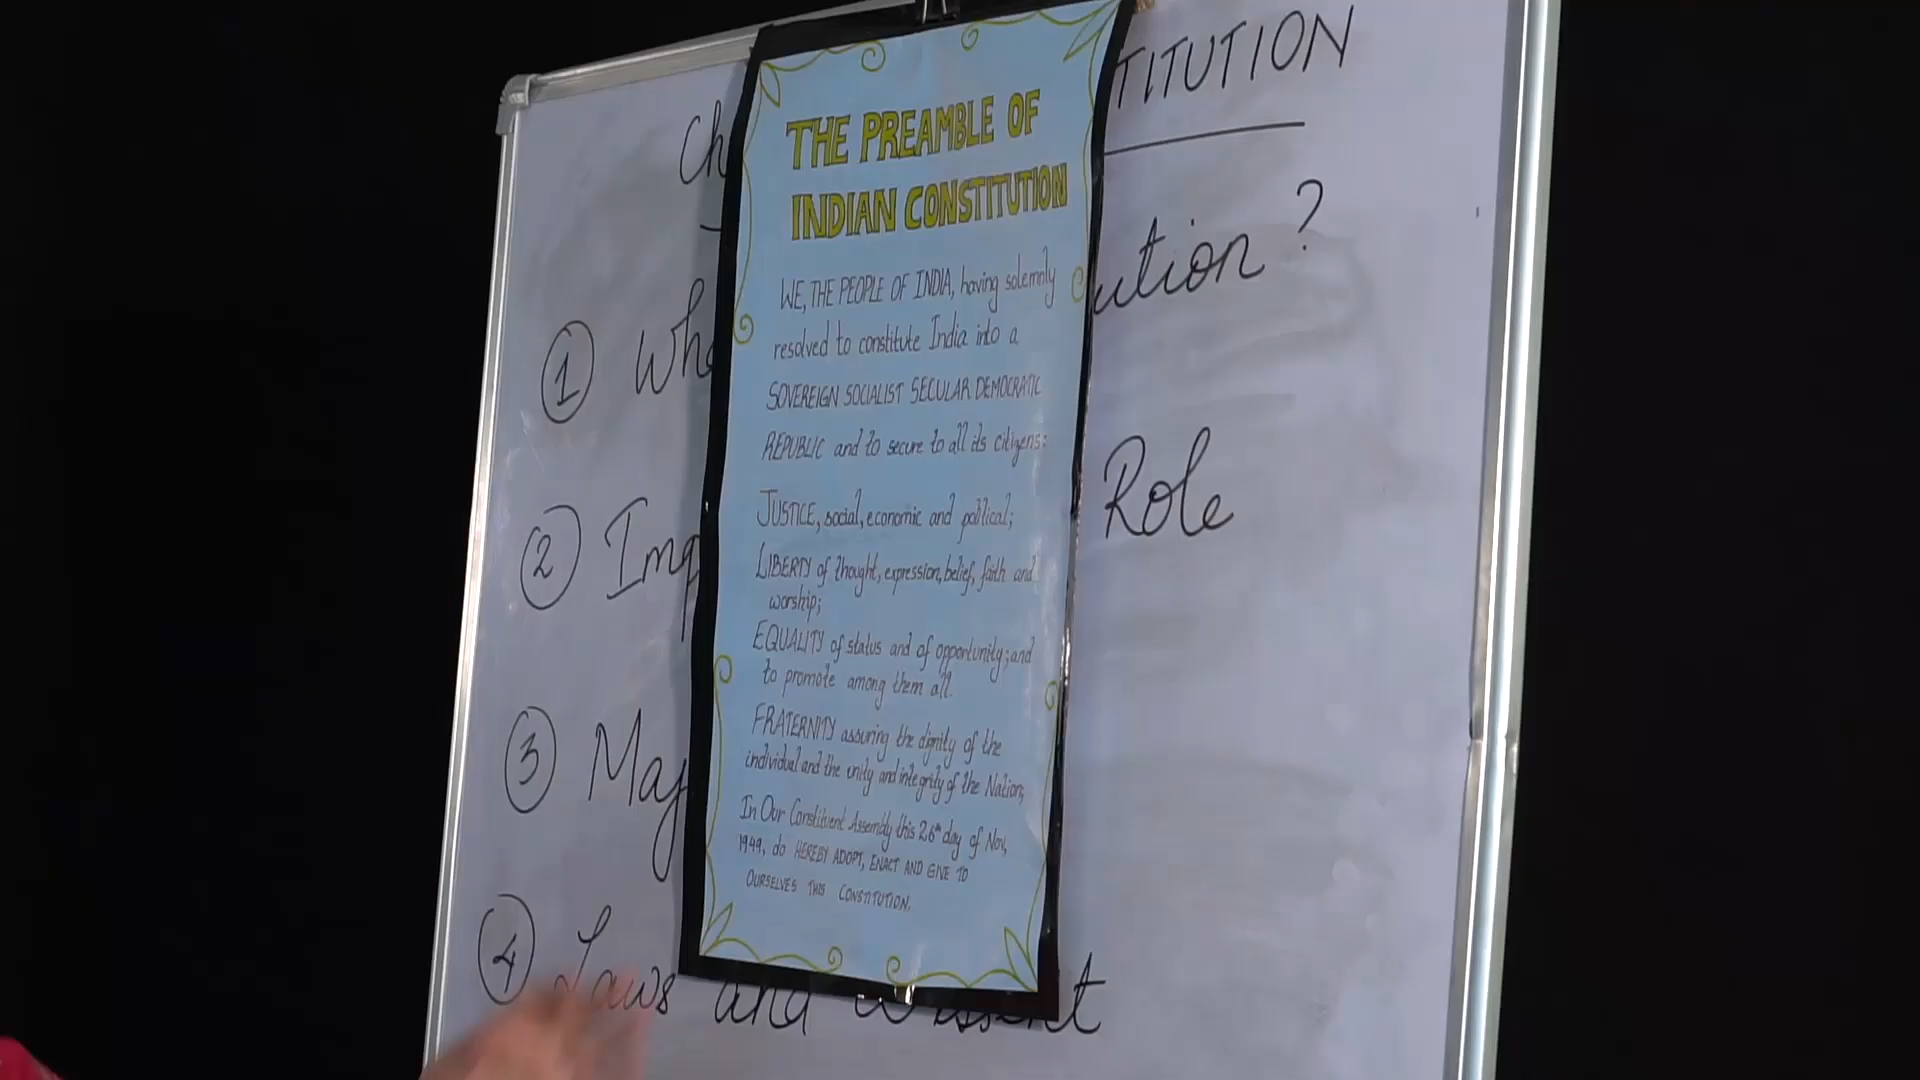 Ch
TITUTION
THE PREAMBLE OF
INDIAN CONSTITUTION
WE, THE PEOPLE OF INDIA, having solemnly
resolved to constitute India into a
SOVEREIGN SOCIALIST SECULAR DEMOCRATIC
REPUBLIC and to secure to all its citizens:
JUSTICE, social, economic and political;
LIBERTY of thought, expression, belief, faith and
worship;
EQUALITY of status and of opportunity; and
to promote among them all.
FRATERNITY assuring the dignity of the
individual and the unity and integrity of the Nation;
In Our Constituent Assembly this 26th day of Nov,
1949, do HEREBY ADOPT, ENACT AND GIVE TO
OURSELVES THIS CONSTITUTION.
1 Wha
ution?
2 Imp
Role
3 Maj
4 Laws and Dissent